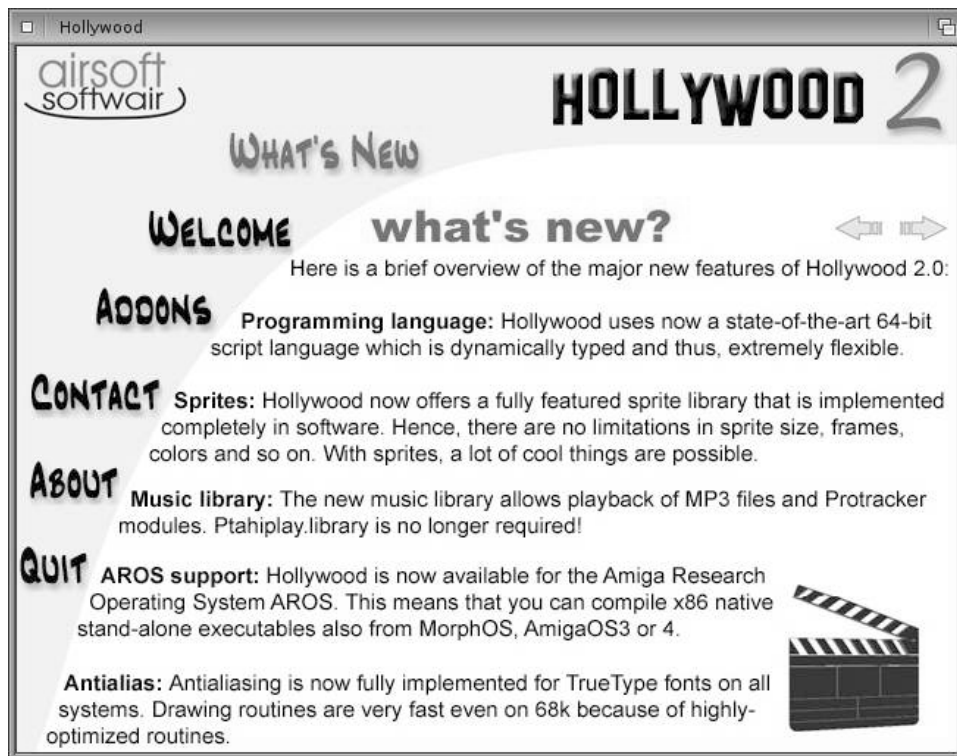 Hollywood
airsoft
softwair
HOLLYWOOD 2
What's New
Welcome
what's new?
Here is a brief overview of the major new features of Hollywood 2.0:
Addons
Programming language: Hollywood uses now a state-of-the-art 64-bit
script language which is dynamically typed and thus, extremely flexible.
Contact
Sprites: Hollywood now offers a fully featured sprite library that is implemented
completely in software. Hence, there are no limitations in sprite size, frames,
colors and so on. With sprites, a lot of cool things are possible.
About
Music library: The new music library allows playback of MP3 files and Protracker
modules. Ptahiplay.library is no longer required!
Quit
AROS support: Hollywood is now available for the Amiga Research
Operating System AROS. This means that you can compile x86 native
stand-alone executables also from MorphOS, AmigaOS3 or 4.
Antialias: Antialiasing is now fully implemented for TrueType fonts on all
systems. Drawing routines are very fast even on 68k because of highly-
optimized routines.